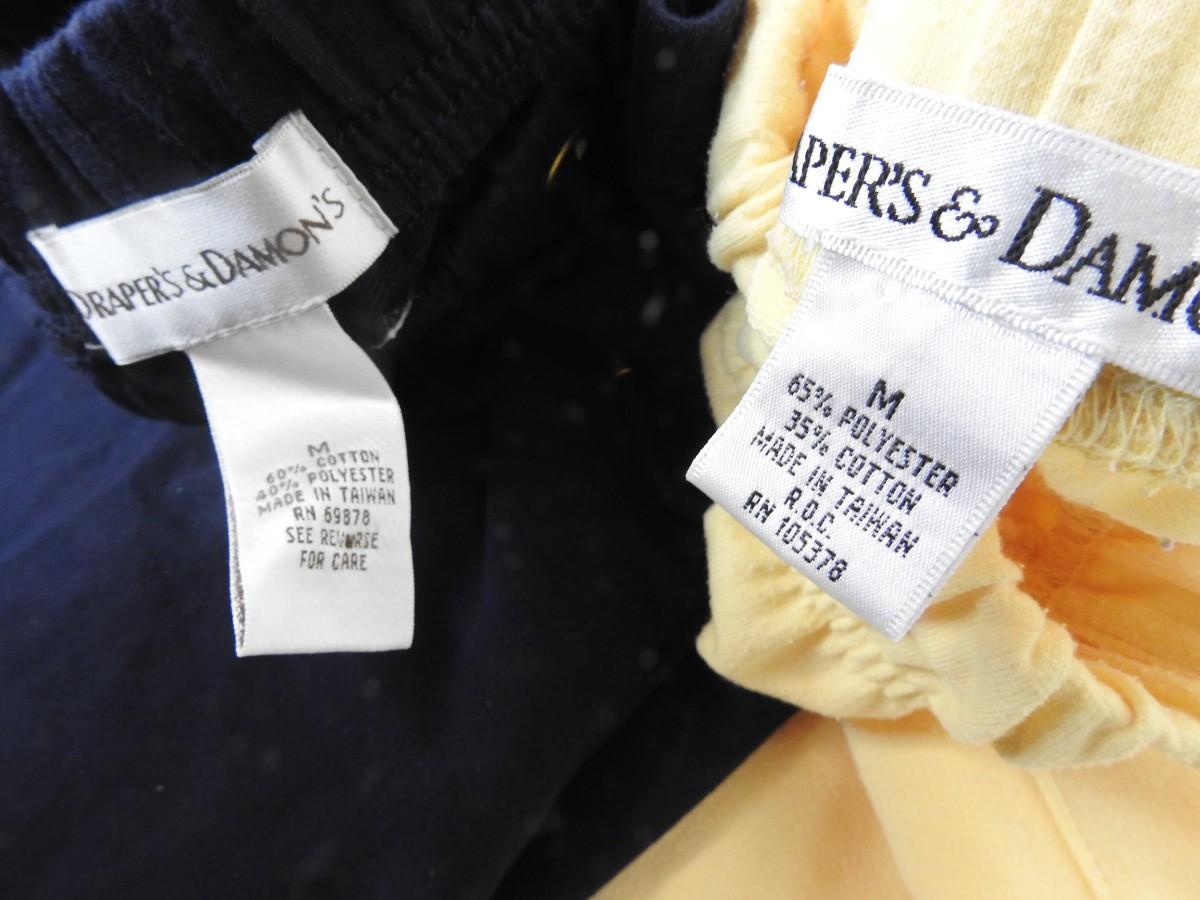 DRAPER'S & DAMON'S
M
60% COTTON
40% POLYESTER
MADE IN TAIWAN
RN 69878
SEE REVERSE
FOR CARE
APER'S & DAMO
M
65% POLYESTER
35% COTTON
MADE IN TAIWAN
R.O.C.
RN 105378